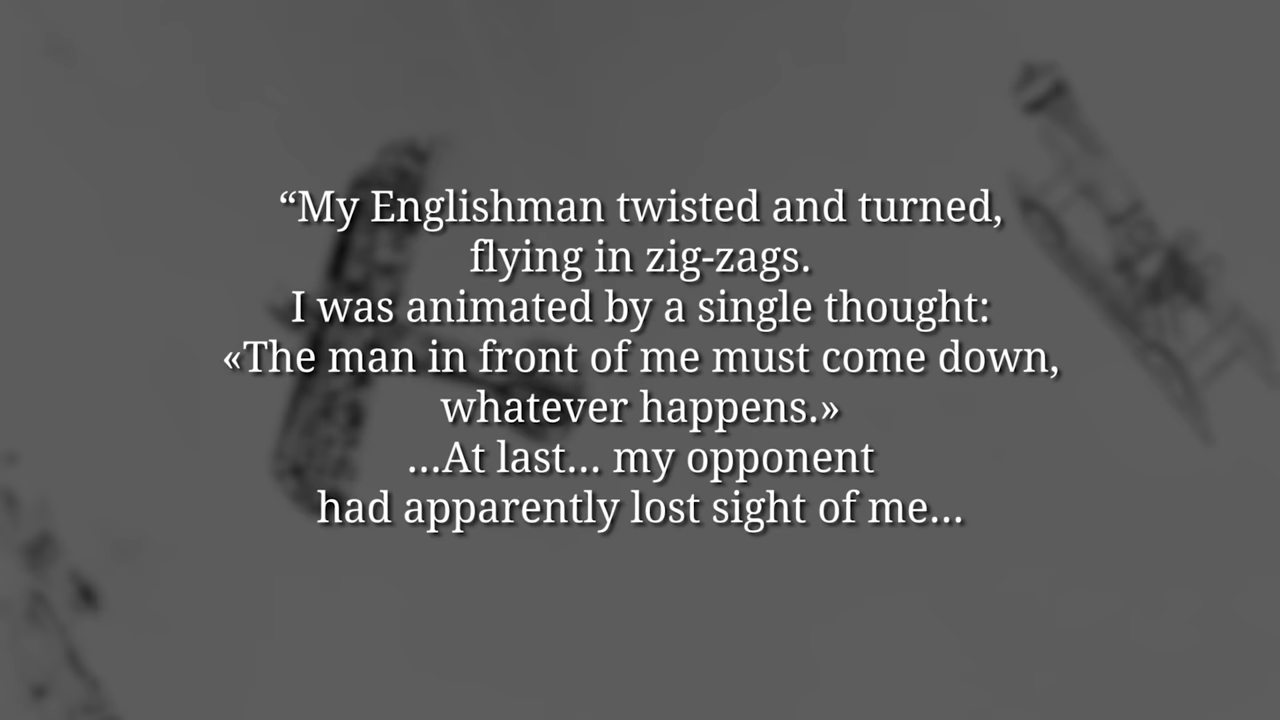 “My Englishman twisted and turned,
flying in zig-zags.
I was animated by a single thought:
«The man in front of me must come down,
whatever happens.»
...At last... my opponent
had apparently lost sight of me...